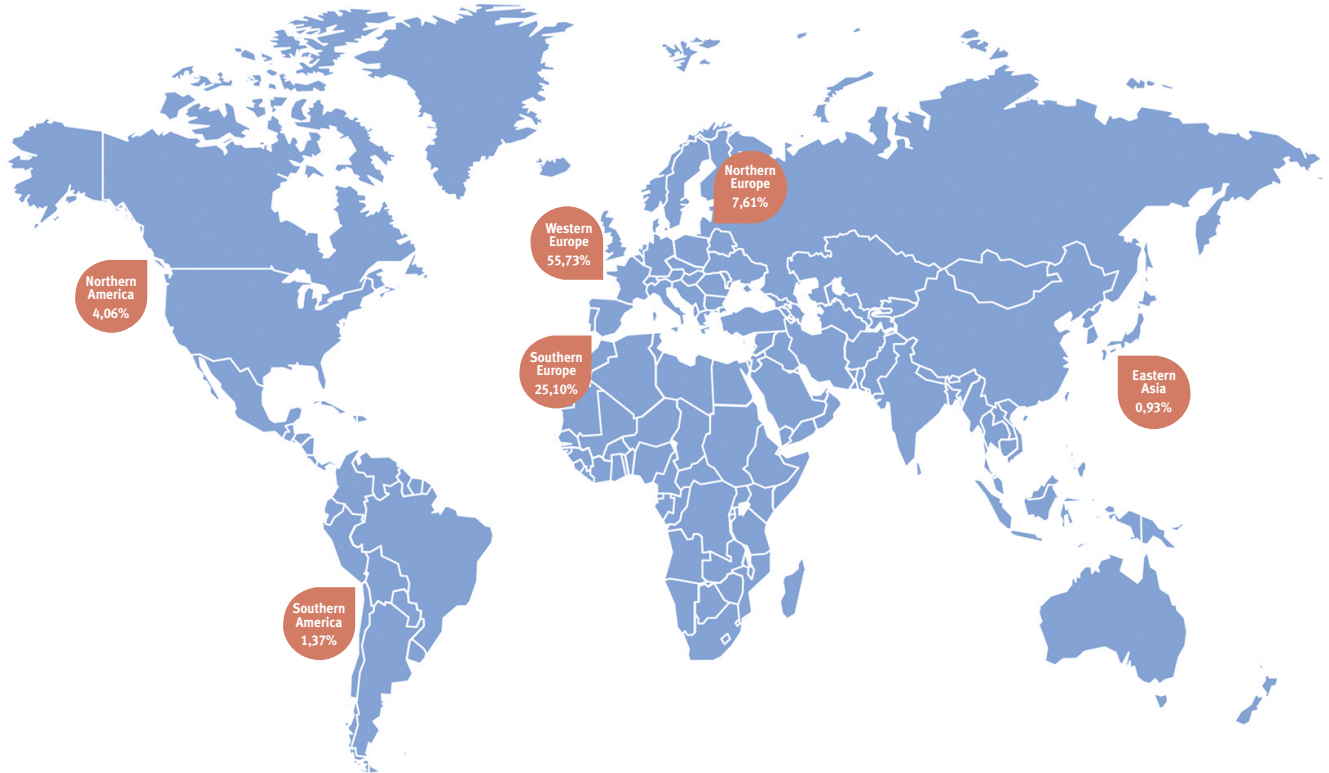 Northern
Europe
7,61%
Western
Europe
55,73%
Northern
America
4,06%
Southern
Europe
25,10%
Eastern
Asia
0,93%
Southern
America
1,37%